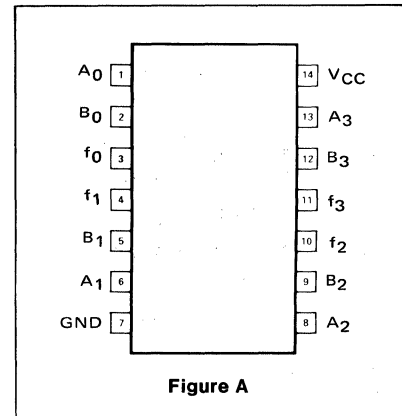 A0 1
B0 2
f0 3
f1 4
B1 5
A1 6
GND 7
14 VCC
13 A3
12 B3
11 f3
10 f2
9 B2
8 A2
Figure A